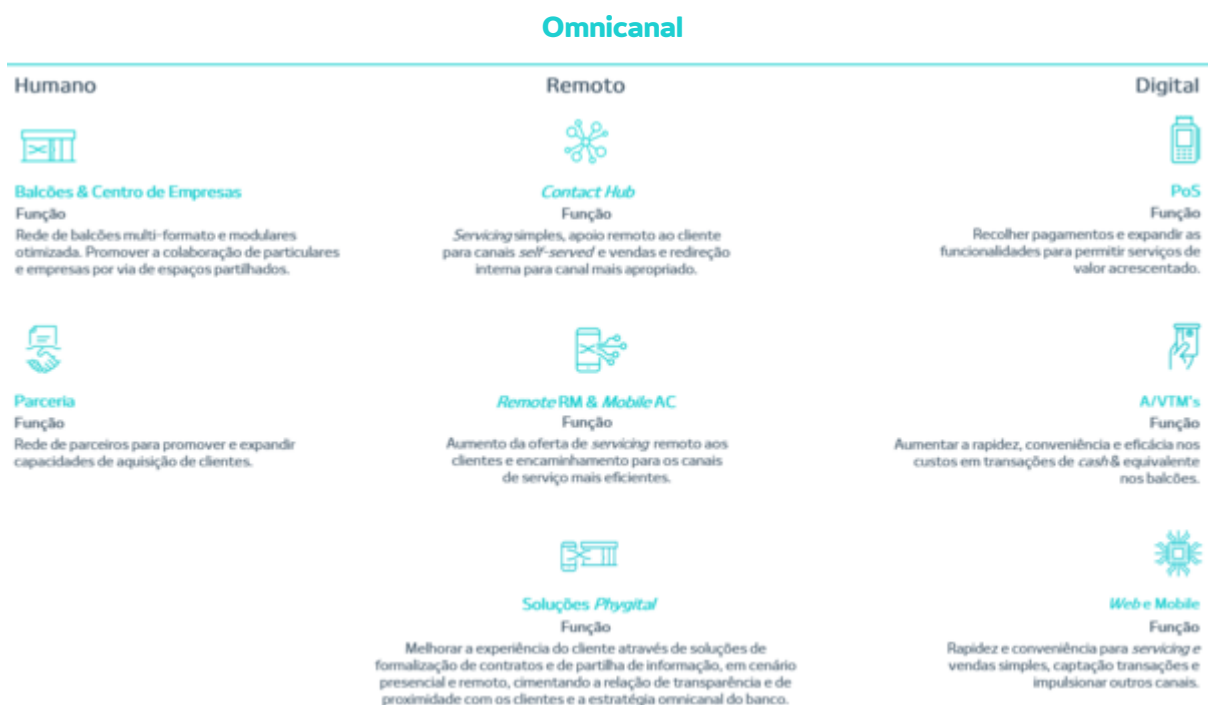 Omnicanal
Humano
Remoto
Digital
Balcões & Centro de Empresas
Função
Rede de balcões multi-formato e modulares
otimizada. Promover a colaboração de particulares
e empresas por via de espaços partilhados.
Contact Hub
Função
Servicing simples, apoio remoto ao cliente
para canais self-served e vendas e redireção
interna para canal mais apropriado.
PoS
Função
Recolher pagamentos e expandir as
funcionalidades para permitir serviços de
valor acrescentado.
Parceria
Função
Rede de parceiros para promover e expandir
capacidades de aquisição de clientes.
Remote RM & Mobile AC
Função
Aumento da oferta de servicing remoto aos
clientes e encaminhamento para os canais
de serviço mais eficientes.
A/VTM's
Função
Aumentar a rapidez, conveniência e eficácia nos
custos em transações de cash & equivalente
nos balcões.
Soluções Phygital
Função
Melhorar a experiência do cliente através de soluções de
formalização de contratos e de partilha de informação, em cenário
presencial e remoto, cimentando a relação de transparência e de
proximidade com os clientes e a estratégia omnicanal do banco.
Web e Mobile
Função
Rapidez e conveniência para servicing e
vendas simples, captação transações e
impulsionar outros canais.